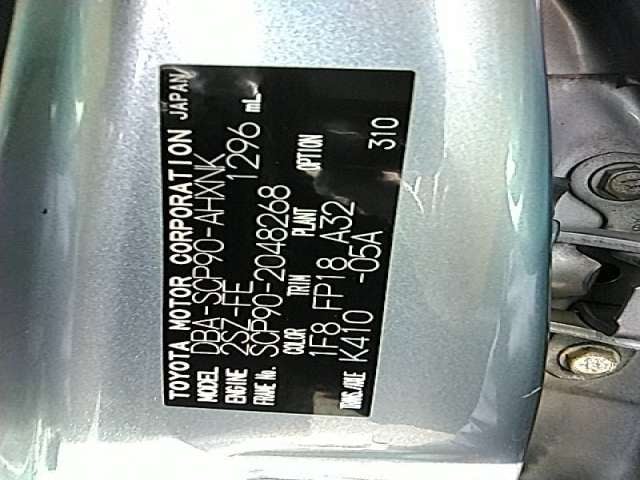 TOYOTA MOTOR CORPORATION JAPAN
MODEL DBA-SCP90-AHXNK
ENGINE 2SZ-FE 1296 mL
FRAME No. SCP90-2048268
COLOR TRIM PLANT OPTION
1F8 FP18 A32
TRANS./AXLE K410 -05A 310